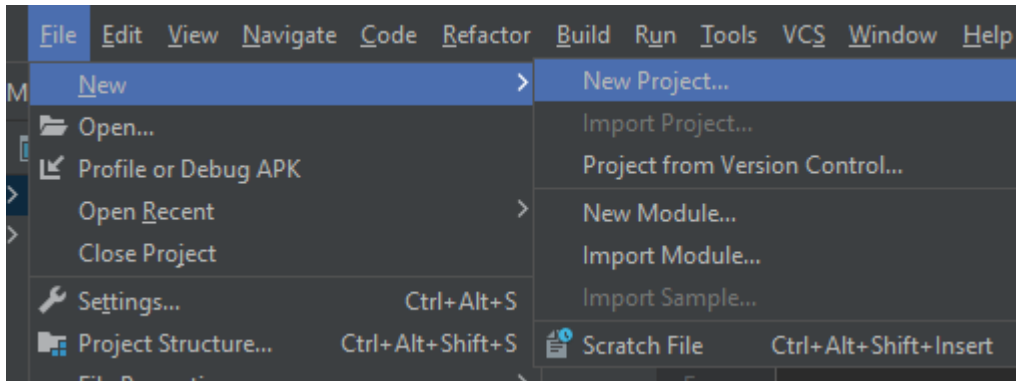 File Edit View Navigate Code Refactor Build Run Tools VCS Window Help
M
New
Open...
Profile or Debug APK
Open Recent
Close Project
Settings... Ctrl+Alt+S
Project Structure... Ctrl+Alt+Shift+S
New Project...
Import Project...
Project from Version Control...
New Module...
Import Module...
Import Sample...
Scratch File Ctrl+Alt+Shift+Insert